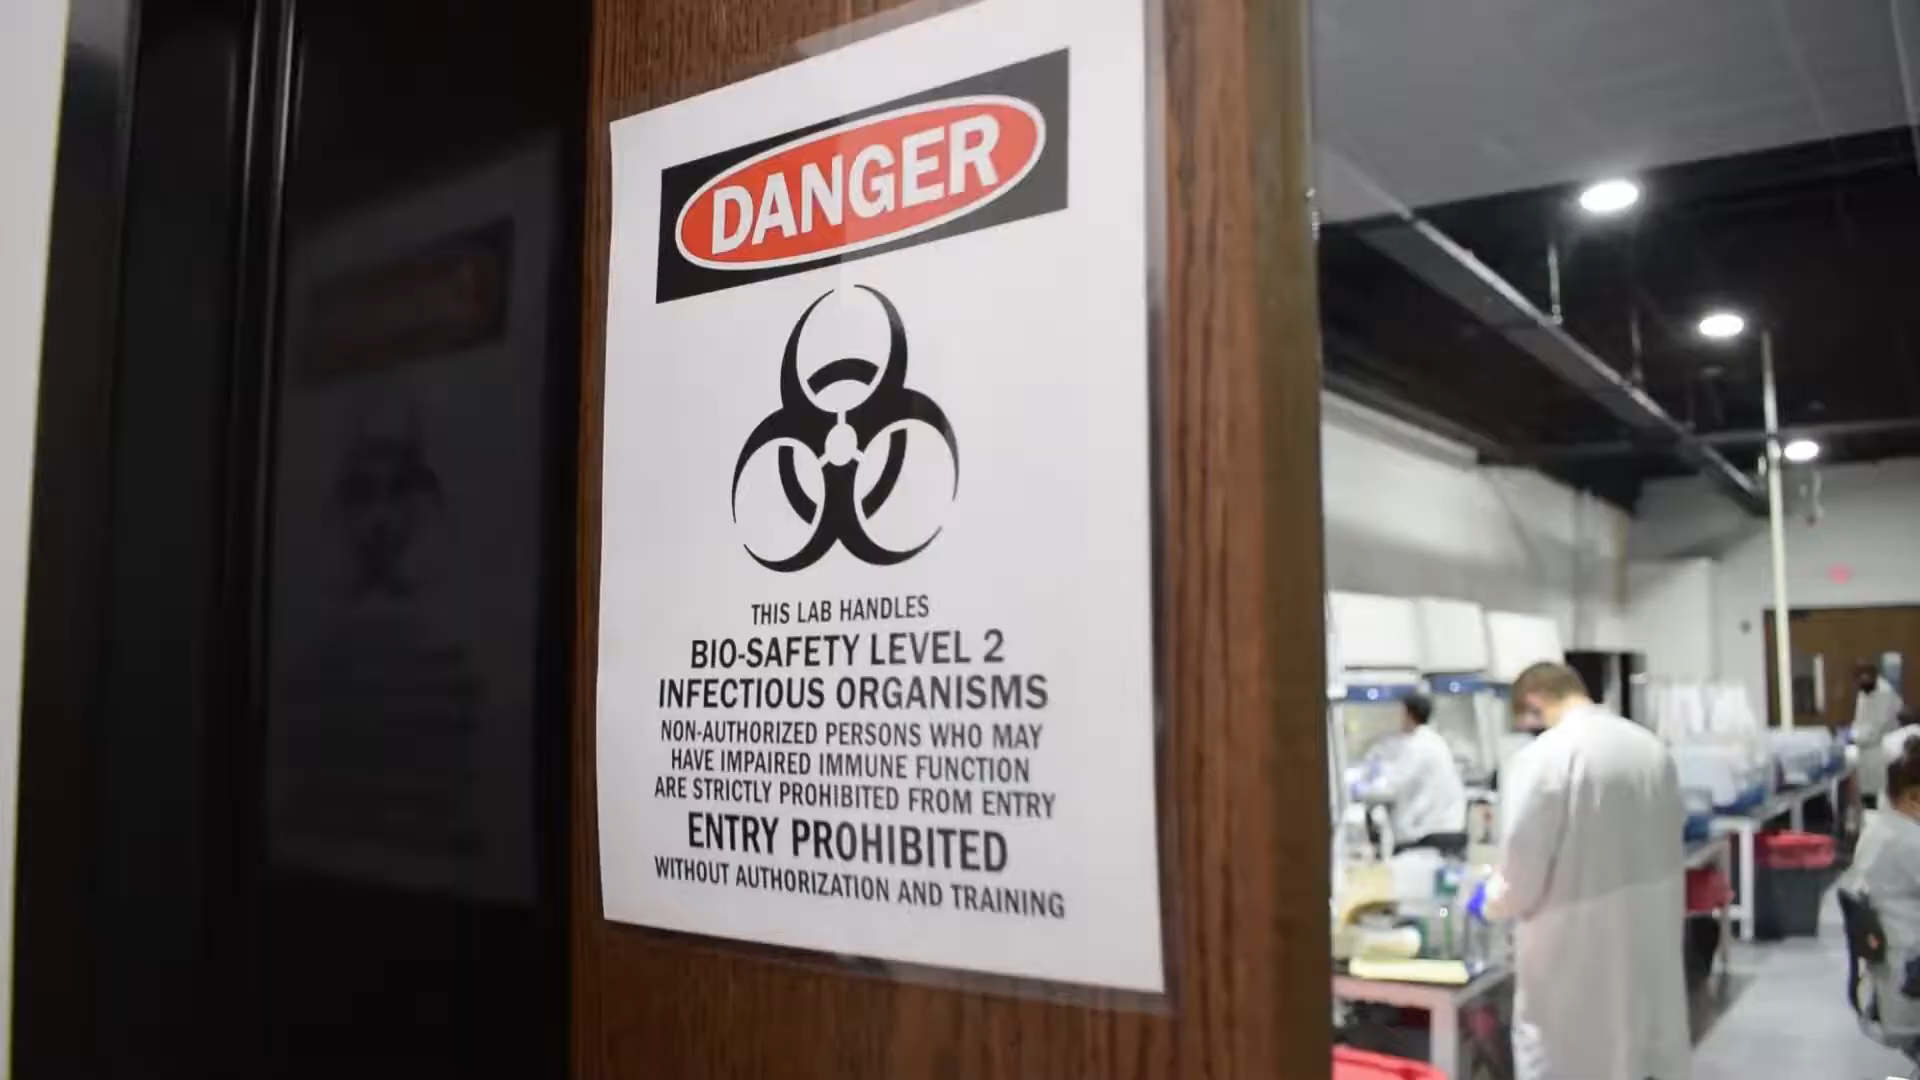 DANGER
THIS LAB HANDLES
BIO-SAFETY LEVEL 2
INFECTIOUS ORGANISMS
NON-AUTHORIZED PERSONS WHO MAY
HAVE IMPAIRED IMMUNE FUNCTION
ARE STRICTLY PROHIBITED FROM ENTRY
ENTRY PROHIBITED
WITHOUT AUTHORIZATION AND TRAINING